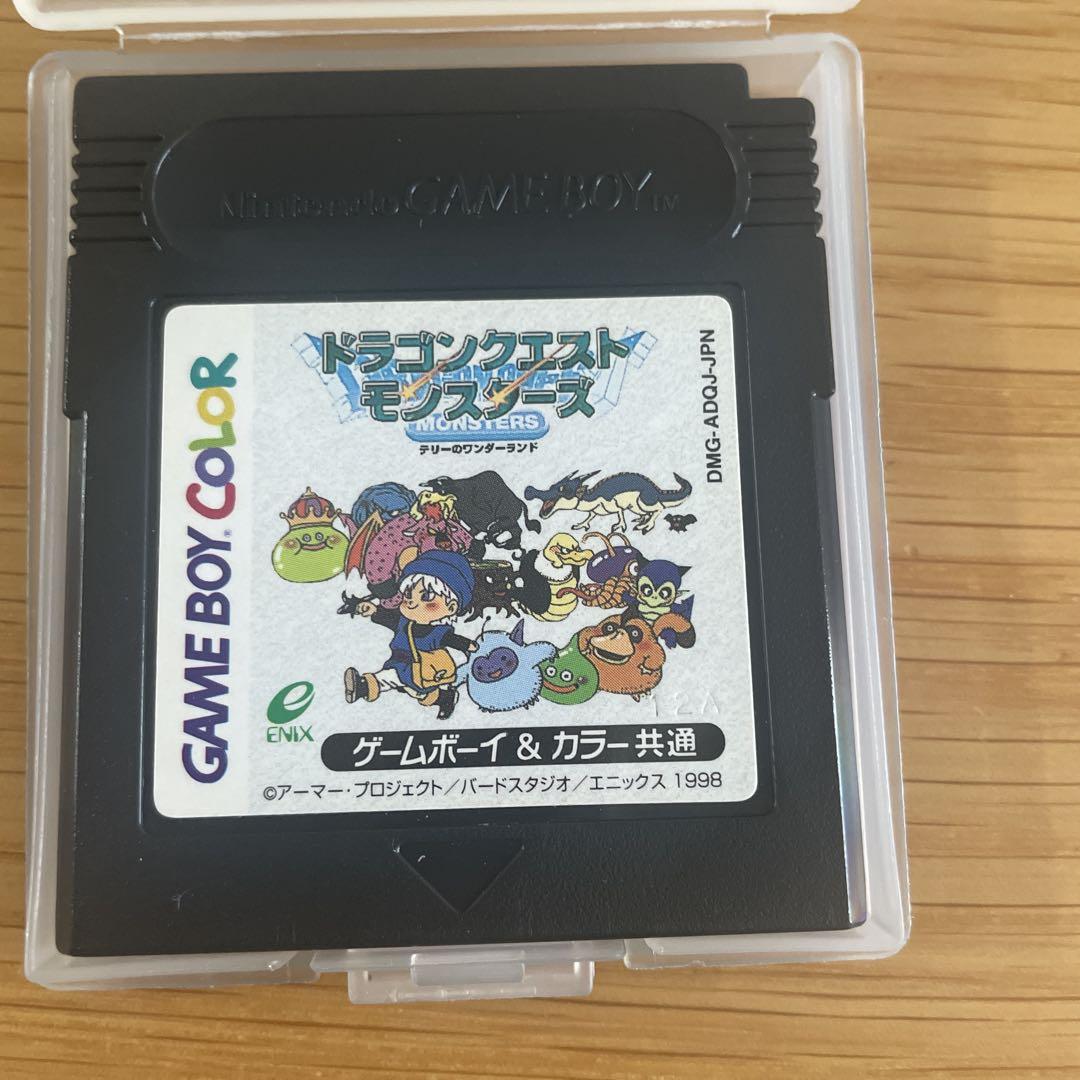 Nintendo GAME BOY TM
ドラゴンクエスト
モンスターズ
MONSTERS
テリーのワンダーランド
DMG-ADQJ-JPN
GAME BOY COLOR
ENIX
12A
ゲームボーイ & カラー共通
©アーマー・プロジェクト／バードスタジオ／エニックス 1998